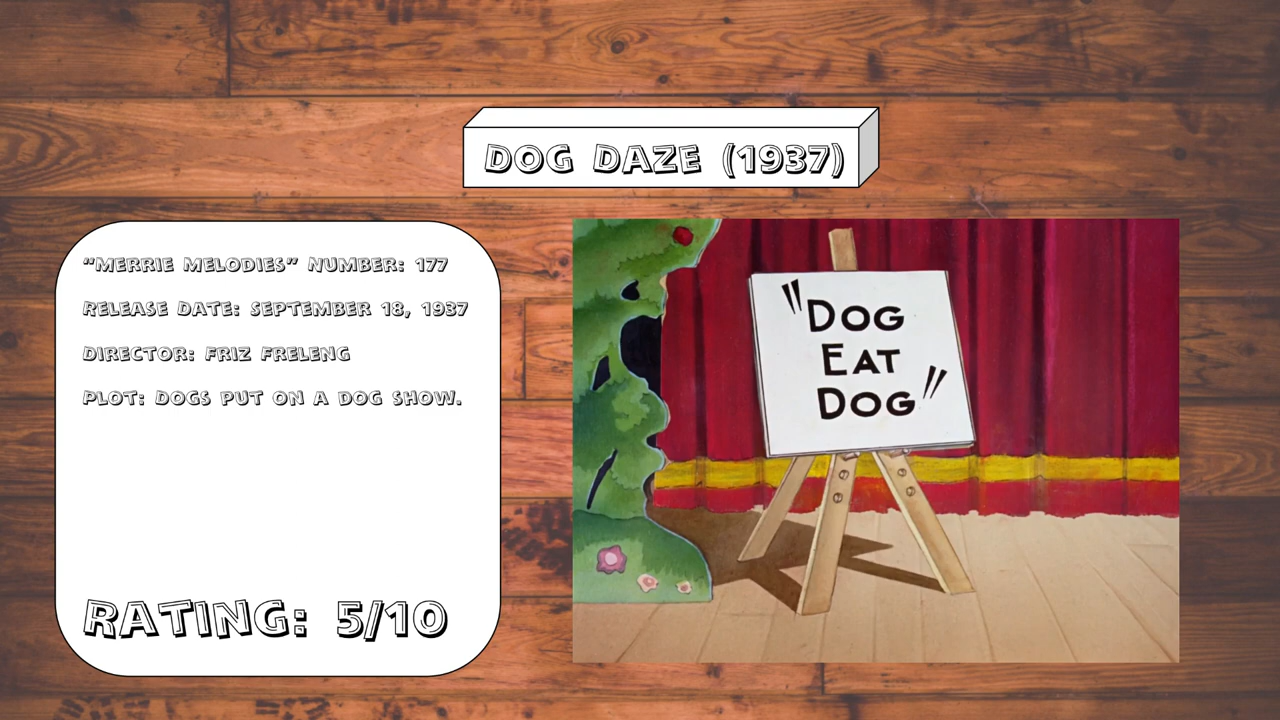 DOG DAZE (1937)
"MERRIE MELODIES" NUMBER: 177
RELEASE DATE: SEPTEMBER 18, 1937
DIRECTOR: FRIZ FRELENG
PLOT: DOGS PUT ON A DOG SHOW.
RATING: 5/10
"DOG
EAT
DOG"